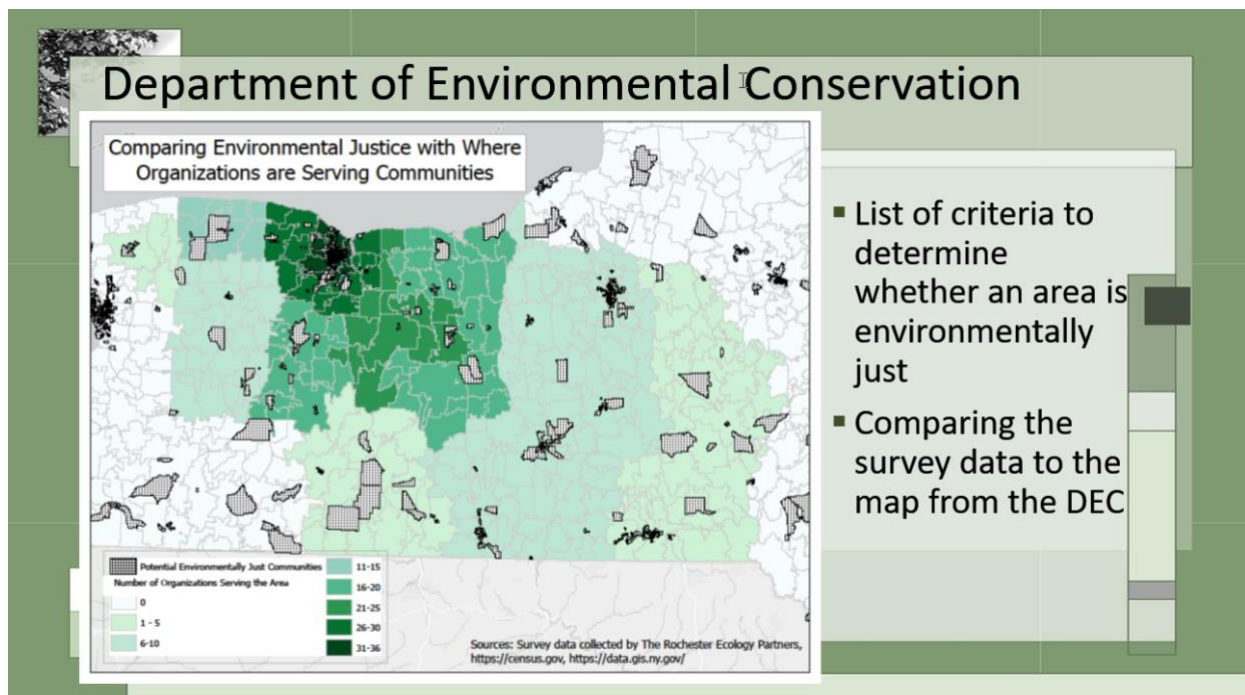 Department of Environmental Conservation
Comparing Environmental Justice with Where
Organizations are Serving Communities
Potential Environmentally Just Communities
Number of Organizations Serving the Area
0
1 - 5
6-10
11-15
16-20
21-25
26-30
31-36
Sources: Survey data collected by The Rochester Ecology Partners,
https://census.gov, https://data.gis.ny.gov/
▪ List of criteria to
determine
whether an area is
environmentally
just
▪ Comparing the
survey data to the
map from the DEC